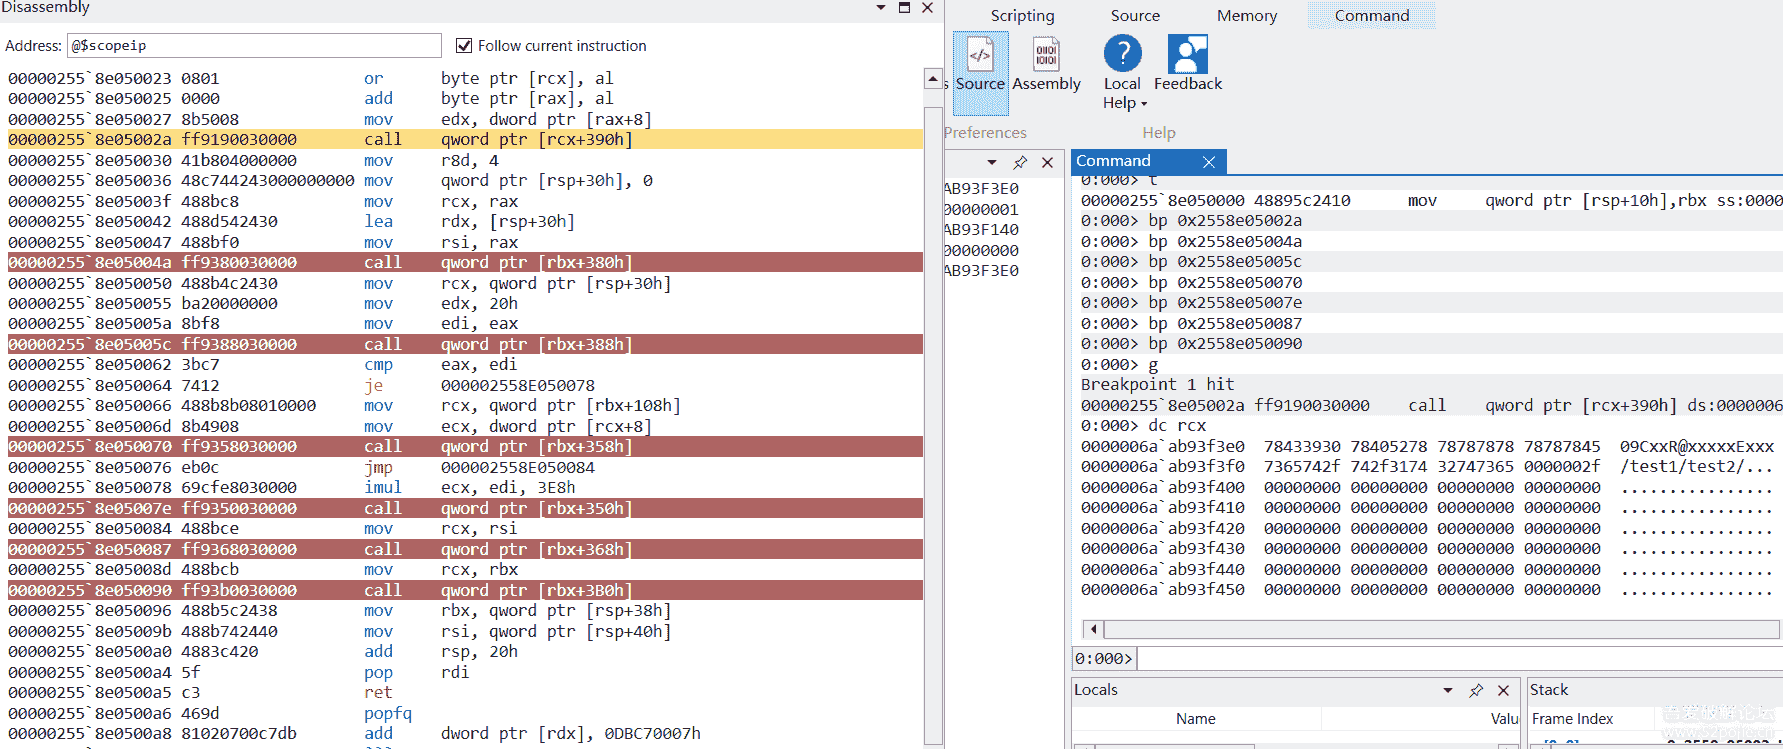 Disassembly
Address: @$scopeip Follow current instruction
00000255`8e050023 0801 or byte ptr [rcx], al
00000255`8e050025 0000 add byte ptr [rax], al
00000255`8e050027 8b5008 mov edx, dword ptr [rax+8]
00000255`8e05002a ff9190030000 call qword ptr [rcx+390h]
00000255`8e050030 41b804000000 mov r8d, 4
00000255`8e050036 48c744243000000000 mov qword ptr [rsp+30h], 0
00000255`8e05003f 488bc8 mov rcx, rax
00000255`8e050042 488d542430 lea rdx, [rsp+30h]
00000255`8e050047 488bf0 mov rsi, rax
00000255`8e05004a ff9380030000 call qword ptr [rbx+380h]
00000255`8e050050 488b4c2430 mov rcx, qword ptr [rsp+30h]
00000255`8e050055 ba20000000 mov edx, 20h
00000255`8e05005a 8bf8 mov edi, eax
00000255`8e05005c ff9388030000 call qword ptr [rbx+388h]
00000255`8e050062 3bc7 cmp eax, edi
00000255`8e050064 7412 je 000002558E050078
00000255`8e050066 488b8b08010000 mov rcx, qword ptr [rbx+108h]
00000255`8e05006d 8b4908 mov ecx, dword ptr [rcx+8]
00000255`8e050070 ff9358030000 call qword ptr [rbx+358h]
00000255`8e050076 eb0c jmp 000002558E050084
00000255`8e050078 69cfe8030000 imul ecx, edi, 3E8h
00000255`8e05007e ff9350030000 call qword ptr [rbx+350h]
00000255`8e050084 488bce mov rcx, rsi
00000255`8e050087 ff9368030000 call qword ptr [rbx+368h]
00000255`8e05008d 488bcb mov rcx, rbx
00000255`8e050090 ff93b0030000 call qword ptr [rbx+3B0h]
00000255`8e050096 488b5c2438 mov rbx, qword ptr [rsp+38h]
00000255`8e05009b 488b742440 mov rsi, qword ptr [rsp+40h]
00000255`8e0500a0 4883c420 add rsp, 20h
00000255`8e0500a4 5f pop rdi
00000255`8e0500a5 c3 ret
00000255`8e0500a6 469d popfq
00000255`8e0500a8 81020700c7db add dword ptr [rdx], 0DBC70007h
Scripting Source Memory Command
Source Assembly Local Help Feedback
Preferences Help
AB93F3E0
00000001
AB93F140
00000000
AB93F3E0
Command
0:000> t
00000255`8e050000 48895c2410 mov qword ptr [rsp+10h],rbx ss:0000
0:000> bp 0x2558e05002a
0:000> bp 0x2558e05004a
0:000> bp 0x2558e05005c
0:000> bp 0x2558e050070
0:000> bp 0x2558e05007e
0:000> bp 0x2558e050087
0:000> bp 0x2558e050090
0:000> g
Breakpoint 1 hit
00000255`8e05002a ff9190030000 call qword ptr [rcx+390h] ds:0000006
0:000> dc rcx
0000006a`ab93f3e0 78433930 78405278 78787878 78787845 09CxxR@xxxxxExxx
0000006a`ab93f3f0 7365742f 742f3174 32747365 0000002f /test1/test2/...
0000006a`ab93f400 00000000 00000000 00000000 00000000 ................
0000006a`ab93f410 00000000 00000000 00000000 00000000 ................
0000006a`ab93f420 00000000 00000000 00000000 00000000 ................
0000006a`ab93f430 00000000 00000000 00000000 00000000 ................
0000006a`ab93f440 00000000 00000000 00000000 00000000 ................
0000006a`ab93f450 00000000 00000000 00000000 00000000 ................
0:000>
Locals
Name Valu
Stack
Frame Index